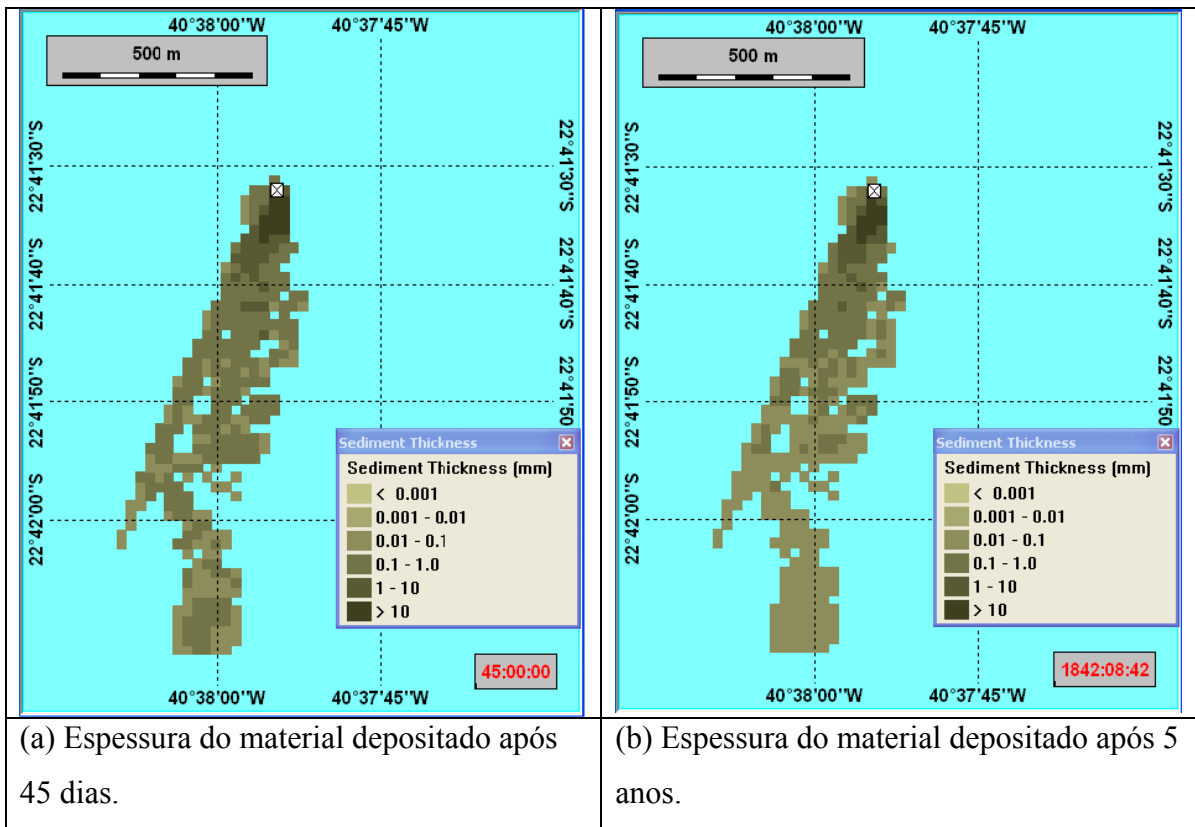 40°38'00"W 40°37'45"W
500 m
22°41'30"S
22°41'30"S
22°41'40"S
22°41'40"S
22°41'50"S
22°41'50"S
22°42'00"S
Sediment Thickness
Sediment Thickness (mm)
< 0.001
0.001 - 0.01
0.01 - 0.1
0.1 - 1.0
1 - 10
> 10
45:00:00
40°38'00"W 40°37'45"W
40°38'00"W 40°37'45"W
500 m
22°41'30"S
22°41'30"S
22°41'40"S
22°41'40"S
22°41'50"S
22°41'50"S
22°42'00"S
Sediment Thickness
Sediment Thickness (mm)
< 0.001
0.001 - 0.01
0.01 - 0.1
0.1 - 1.0
1 - 10
> 10
1842:08:42
40°38'00"W 40°37'45"W
(a) Espessura do material depositado após
45 dias.
(b) Espessura do material depositado após 5
anos.